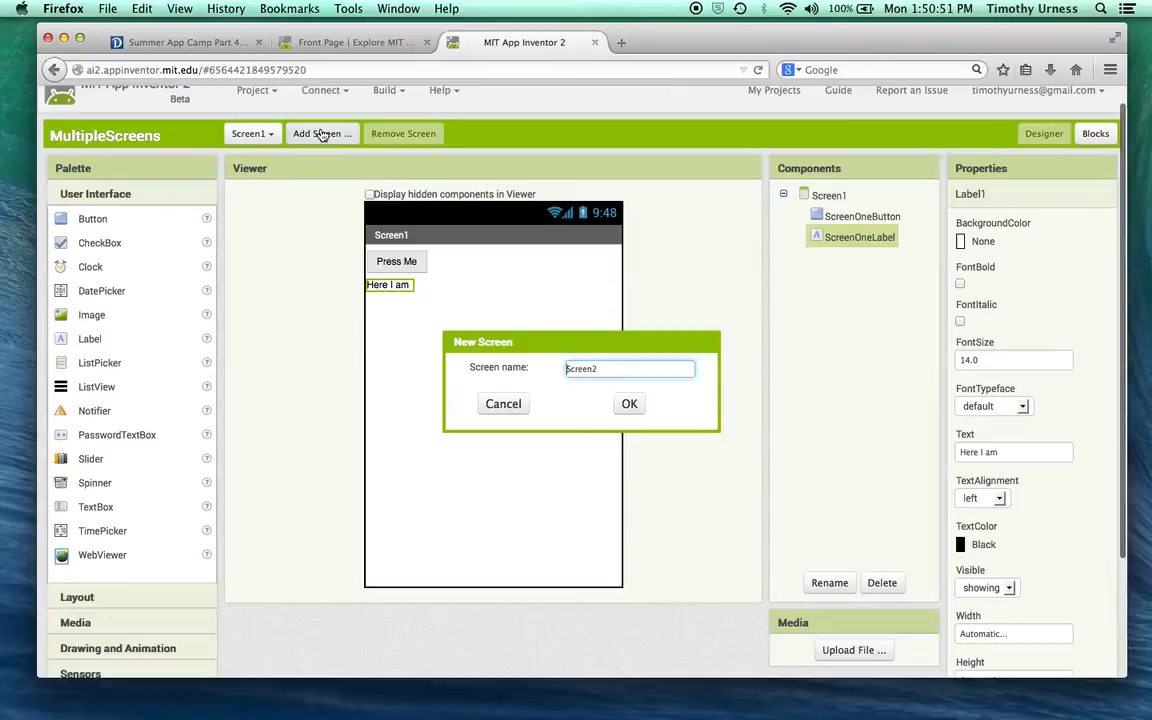 Firefox File Edit View History Bookmarks Tools Window Help 100% Mon 1:50:51 PM Timothy Urness
Summer App Camp Part 4... × Front Page | Explore MIT ... × MIT App Inventor 2 × +
ai2.appinventor.mit.edu/#6564421849579520 Google
MIT App Inventor 2
Beta
Project Connect Build Help My Projects Guide Report an Issue timothyurness@gmail.com
MultipleScreens Screen1 Add Screen ... Remove Screen Designer Blocks
Palette
User Interface
Button ?
CheckBox ?
Clock ?
DatePicker ?
Image ?
Label ?
ListPicker ?
ListView ?
Notifier ?
PasswordTextBox ?
Slider ?
Spinner ?
TextBox ?
TimePicker ?
WebViewer ?
Layout
Media
Drawing and Animation
Sensors
Viewer
Display hidden components in Viewer
9:48
Screen1
Press Me
Here I am
New Screen
Screen name: Screen2
Cancel OK
Components
Screen1
ScreenOneButton
ScreenOneLabel
Rename Delete
Media
Upload File ...
Properties
Label1
BackgroundColor
None
FontBold
FontItalic
FontSize
14.0
FontTypeface
default
Text
Here I am
TextAlignment
left
TextColor
Black
Visible
showing
Width
Automatic...
Height